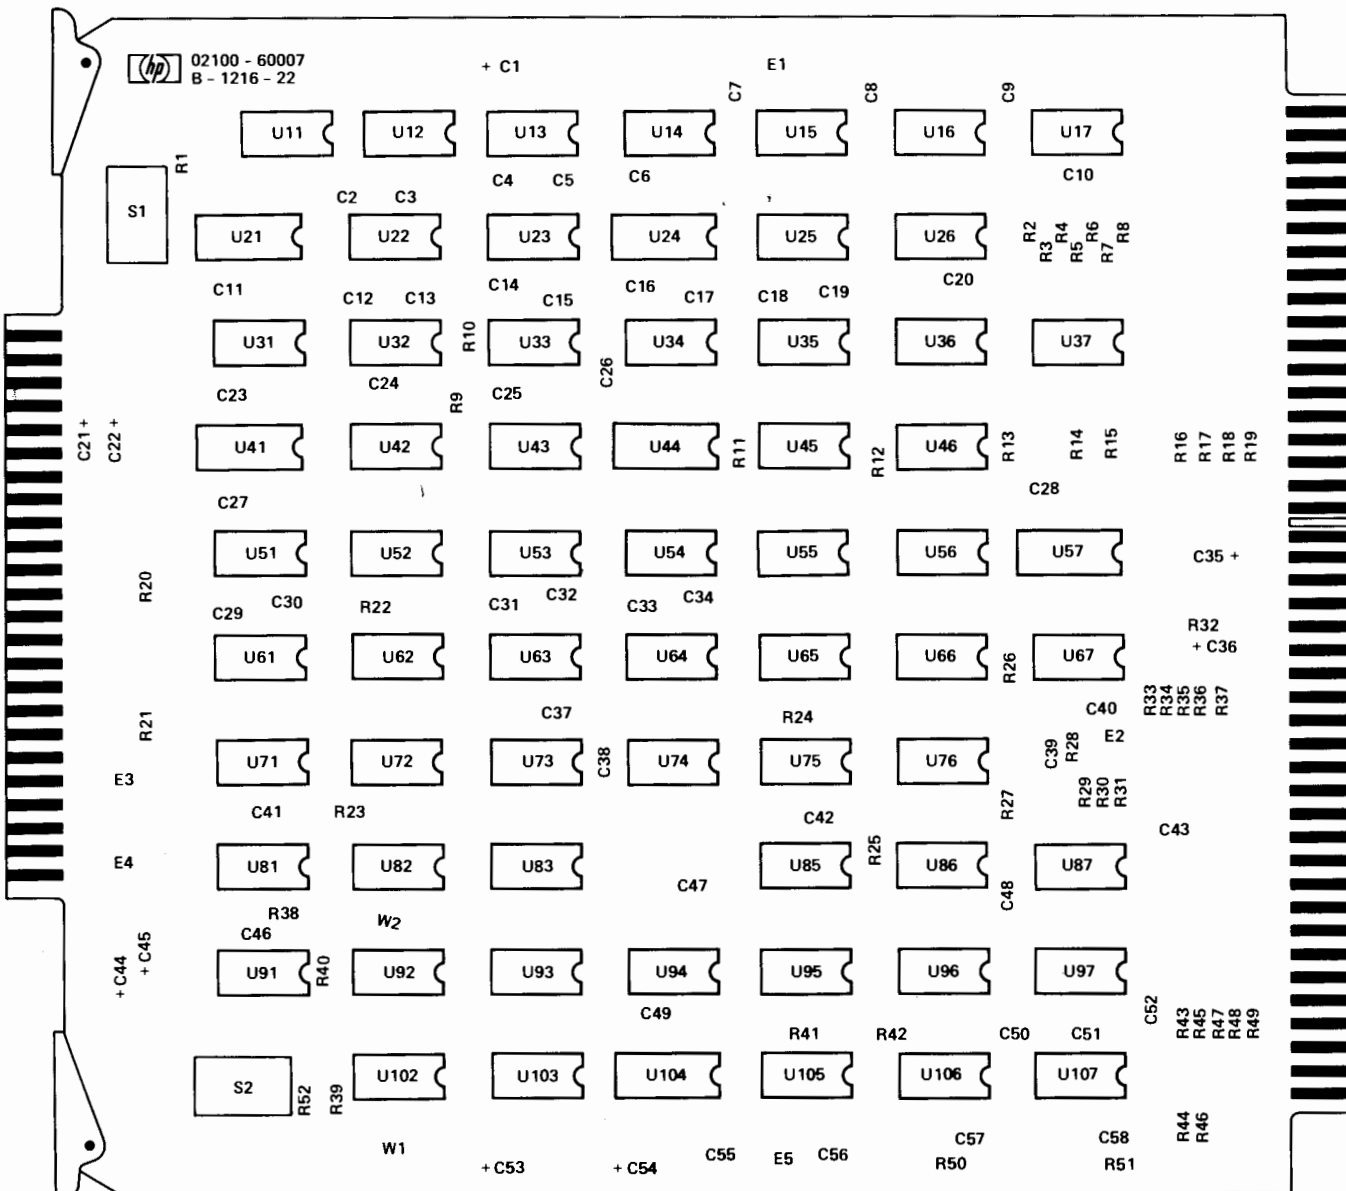 hp 02100 - 60007
B - 1216 - 22
+ C1
E1
C7
C8
C9
U11 U12 U13 U14 U15 U16 U17
R1
C4 C5 C6 C10
S1
C2 C3
U21 U22 U23 U24 U25 U26
R2 R3 R4 R5 R6 R7 R8
C11 C12 C13 C14 C15 C16 C17 C18 C19 C20
U31 U32 R10 U33 U34 U35 U36 U37
C23 C24 R9 C25 C26
C21 + C22 +
U41 U42 U43 U44 R11 U45 R12 U46 R13 R14 R15 R16 R17 R18 R19
C27 C28
U51 U52 U53 U54 U55 U56 U57 C35 +
R20
C29 C30 R22 C31 C32 C33 C34
R32
+ C36
U61 U62 U63 U64 U65 U66 R26 U67
R33 R34 R35 R36 R37
R21 C37 R24 C40
E2
E3 U71 U72 U73 C38 U74 U75 U76 C39 R28
R29 R30 R31
C41 R23 C42 R27 C43
E4 U81 U82 U83 U85 R25 U86 U87
C47 C48
R38 W2
C46
+ C44 + C45
U91 R40 U92 U93 U94 U95 U96 U97
C49 C52 R43 R45 R47 R48 R49
R41 R42 C50 C51
S2 R52 R39 U102 U103 U104 U105 U106 U107
R44 R46
W1 C57 C58
+ C53 + C54 C55 E5 C56 R50 R51